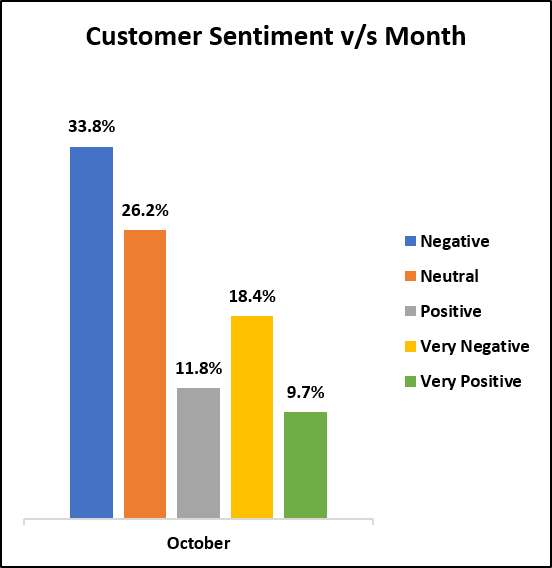 Customer Sentiment v/s Month
33.8%
26.2%
11.8%
18.4%
9.7%
Negative
Neutral
Positive
Very Negative
Very Positive
October